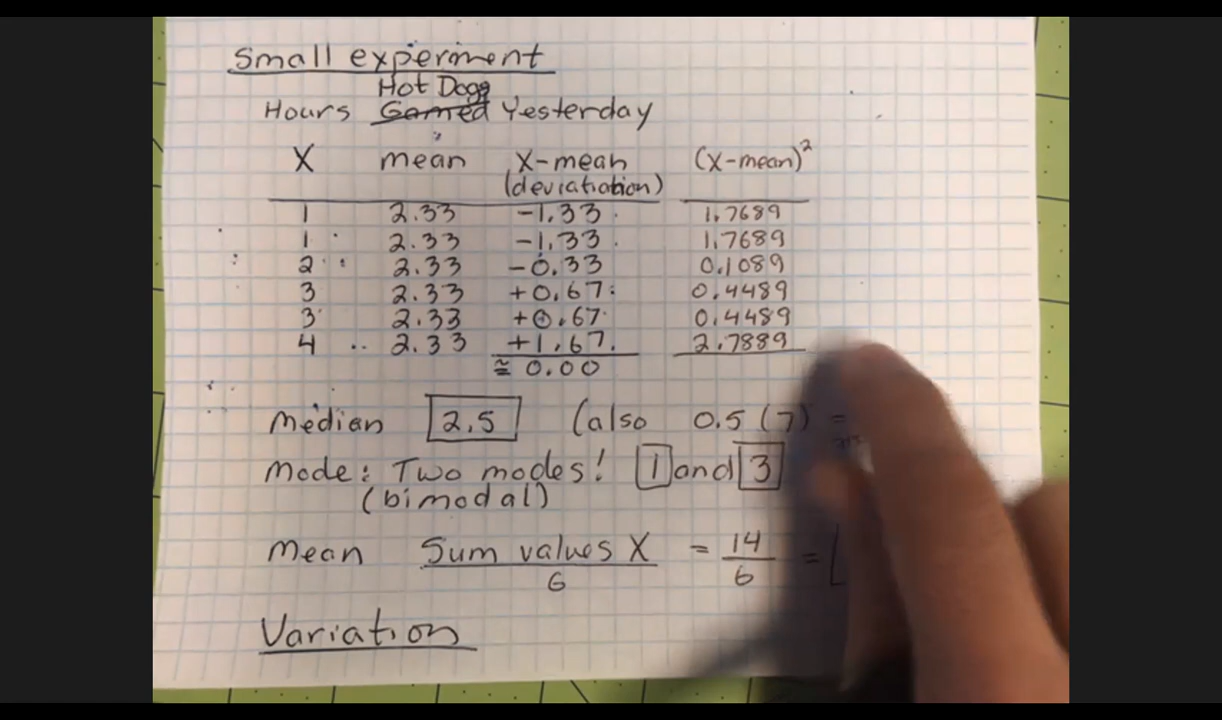 Small experiment
Hot Dogs
Hours Gamed Yesterday
X mean X-mean (X-mean)²
(deviatiation)
1 2.33 -1.33 1.7689
1 2.33 -1.33 1.7689
2 2.33 -0.33 0.1089
3 2.33 +0.67 0.4489
3 2.33 +0.67 0.4489
4 2.33 +1.67 2.7889
≅ 0.00
Median 2.5 (also 0.5 (7) =
Mode: Two modes! 1 and 3
(bimodal)
Mean Sum values X = 14 =
6 6
Variation